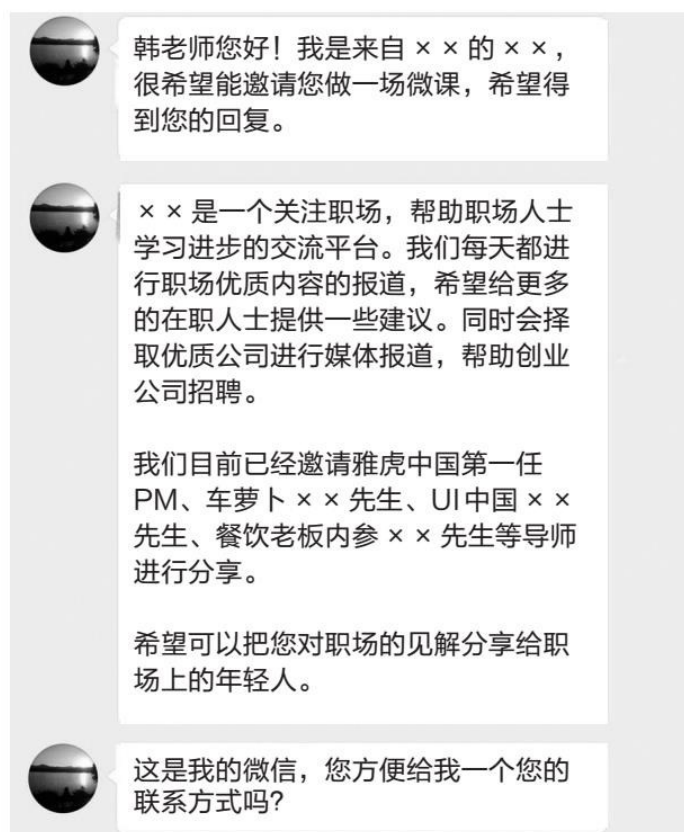 韩老师您好！我是来自××的××，
很希望能邀请您做一场微课，希望得
到您的回复。
××是一个关注职场，帮助职场人士
学习进步的交流平台。我们每天都进
行职场优质内容的报道，希望给更多
的在职人士提供一些建议。同时会择
取优质公司进行媒体报道，帮助创业
公司招聘。
我们目前已经邀请雅虎中国第一任
PM、车萝卜××先生、UI中国××
先生、餐饮老板内参××先生等导师
进行分享。
希望可以把您对职场的见解分享给职
场上的年轻人。
这是我的微信，您方便给我一个您的
联系方式吗？